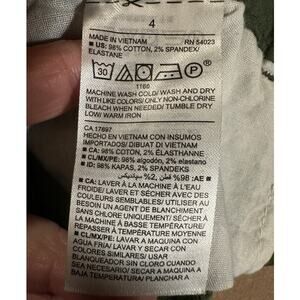 4
MADE IN VIETNAM RN 54023
■ US: 98% COTTON, 2% SPANDEX/
ELASTANE
30 P
1166
MACHINE WASH COLD/ WASH AND DRY
WITH LIKE COLORS/ ONLY NON-CHLORINE
BLEACH WHEN NEEDED/ TUMBLE DRY
LOW/ WARM IRON
CA 17897
HECHO EN VIETNAM CON INSUMOS
IMPORTADOS/ DIBUAT DI VIETNAM
■ CA: 98% COTON, 2% ÉLASTHANNE
■ CL/MX/PE: 98% algodón, 2% elastano
■ ID: 98% KAPAS, 2% SPANDEKS
■ AE: 98% قطن, 2%
■ CA: LAVER À LA MACHINE À L'EAU
FROIDE/ LAVER ET SÉCHER AVEC DES
COULEURS SEMBLABLES/ UTILISER AU
BESOIN UN AGENT DE BLANCHIMENT
SANS CHLORE UNIQUEMENT/ SÉCHER À
LA MACHINE À BASSE TEMPÉRATURE/
REPASSER À TEMPÉRATURE MOYENNE
■ CL/MX/PE: LAVAR A MAQUINA CON
AGUA FRIA/ LAVAR Y SECAR CON
COLORES SIMILARES/ USAR
BLANQUEADOR SIN CLORO CUANDO
SEA NECESARIO/ SECAR A MAQUINA A
BAJA TEMPERATURA/